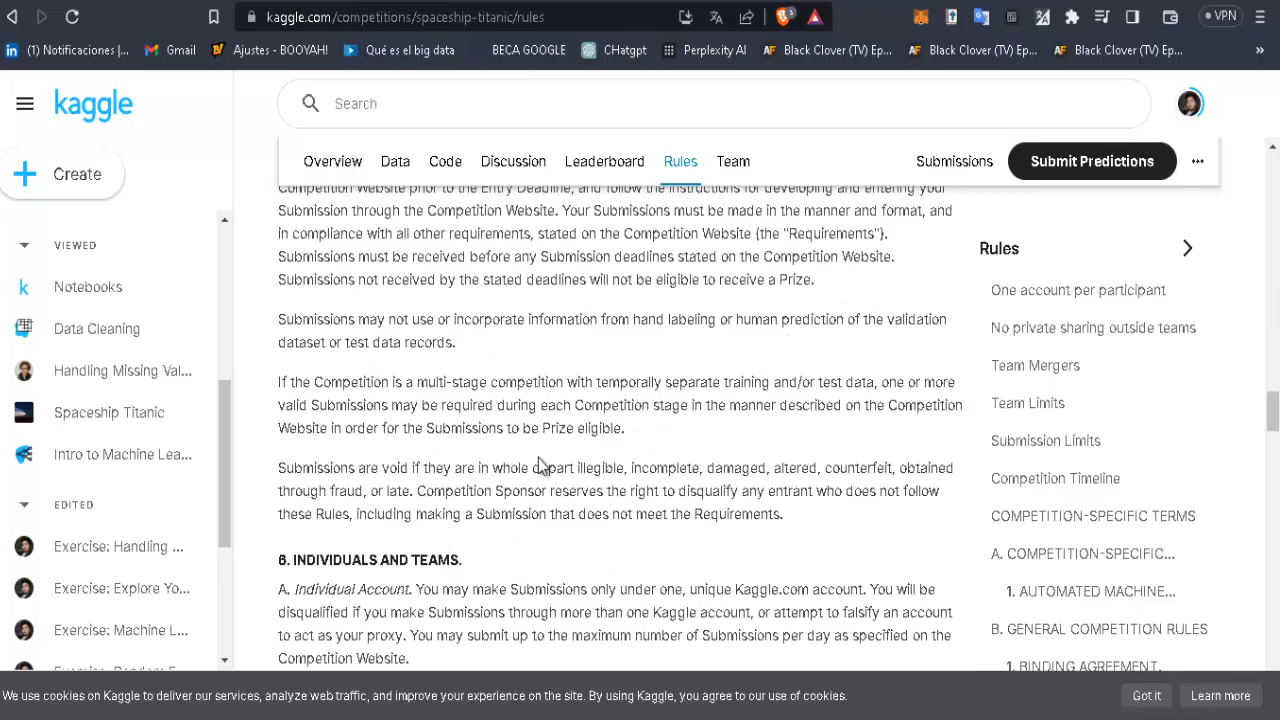 kaggle.com/competitions/spaceship-titanic/rules
VPN
(1) Notificaciones |...
Gmail
Ajustes - BOOYAH!
Qué es el big data
BECA GOOGLE
CHatgpt
Perplexity AI
Black Clover (TV) Ep...
Black Clover (TV) Ep...
Black Clover (TV) Ep...
»
kaggle
Search
Create
Overview
Data
Code
Discussion
Leaderboard
Rules
Team
Submissions
Submit Predictions
VIEWED
Notebooks
Data Cleaning
Handling Missing Val...
Spaceship Titanic
Intro to Machine Lea...
EDITED
Exercise: Handling ...
Exercise: Explore Yo...
Exercise: Machine L...
Competition Website prior to the Entry Deadline, and follow the instructions for developing and entering your
Submission through the Competition Website. Your Submissions must be made in the manner and format, and
in compliance with all other requirements, stated on the Competition Website (the "Requirements").
Submissions must be received before any Submission deadlines stated on the Competition Website.
Submissions not received by the stated deadlines will not be eligible to receive a Prize.
Submissions may not use or incorporate information from hand labeling or human prediction of the validation
dataset or test data records.
If the Competition is a multi-stage competition with temporally separate training and/or test data, one or more
valid Submissions may be required during each Competition stage in the manner described on the Competition
Website in order for the Submissions to be Prize eligible.
Submissions are void if they are in whole or part illegible, incomplete, damaged, altered, counterfeit, obtained
through fraud, or late. Competition Sponsor reserves the right to disqualify any entrant who does not follow
these Rules, including making a Submission that does not meet the Requirements.
6. INDIVIDUALS AND TEAMS.
A. Individual Account. You may make Submissions only under one, unique Kaggle.com account. You will be
disqualified if you make Submissions through more than one Kaggle account, or attempt to falsify an account
to act as your proxy. You may submit up to the maximum number of Submissions per day as specified on the
Competition Website.
Rules
One account per participant
No private sharing outside teams
Team Mergers
Team Limits
Submission Limits
Competition Timeline
COMPETITION-SPECIFIC TERMS
A. COMPETITION-SPECIFIC...
1. AUTOMATED MACHINE...
B. GENERAL COMPETITION RULES
1. BINDING AGREEMENT.
We use cookies on Kaggle to deliver our services, analyze web traffic, and improve your experience on the site. By using Kaggle, you agree to our use of cookies.
Got it
Learn more